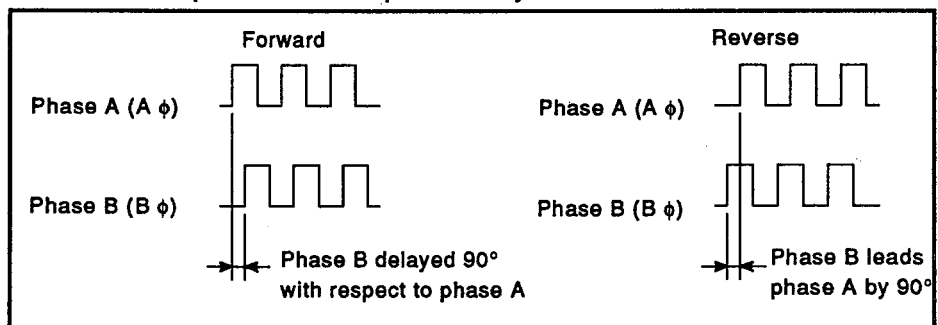 Forward
Phase A (A ϕ)
Phase B (B ϕ)
Phase B delayed 90°
with respect to phase A
Reverse
Phase A (A ϕ)
Phase B (B ϕ)
Phase B leads
phase A by 90°